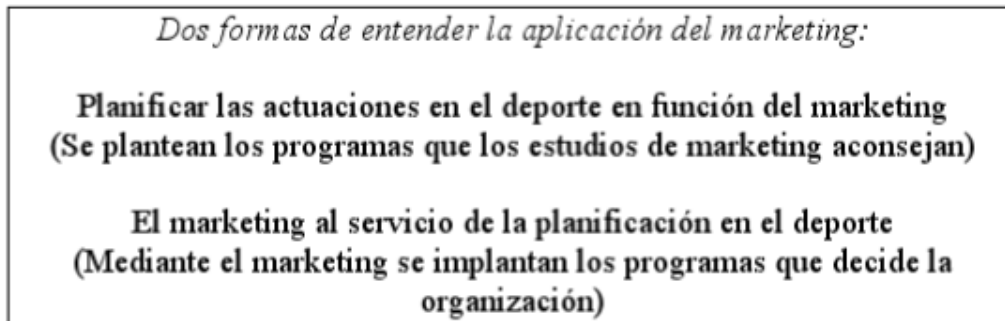 Dos formas de entender la aplicación del marketing:
Planificar las actuaciones en el deporte en función del marketing
(Se plantean los programas que los estudios de marketing aconsejan)
El marketing al servicio de la planificación en el deporte
(Mediante el marketing se implantan los programas que decide la
organización)